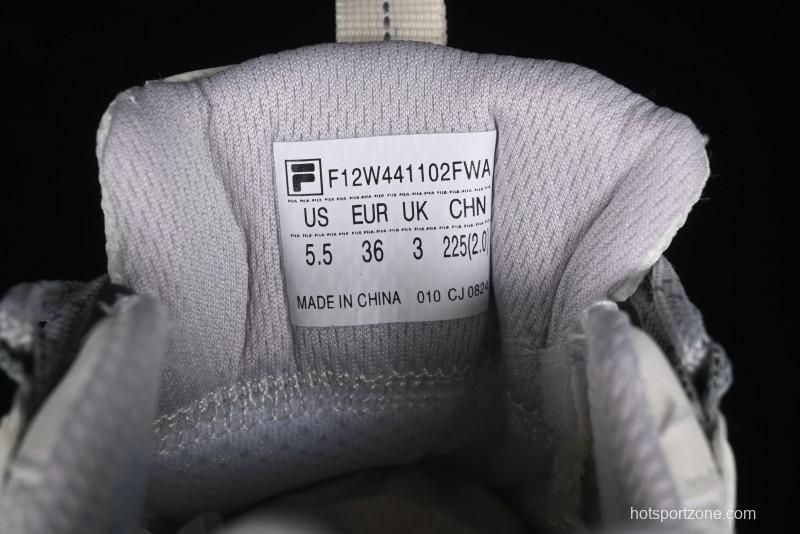 F12W441102FWA
US EUR UK CHN
5.5 36 3 225(2.0)
MADE IN CHINA 010 CJ 0824
hotsportzone.com